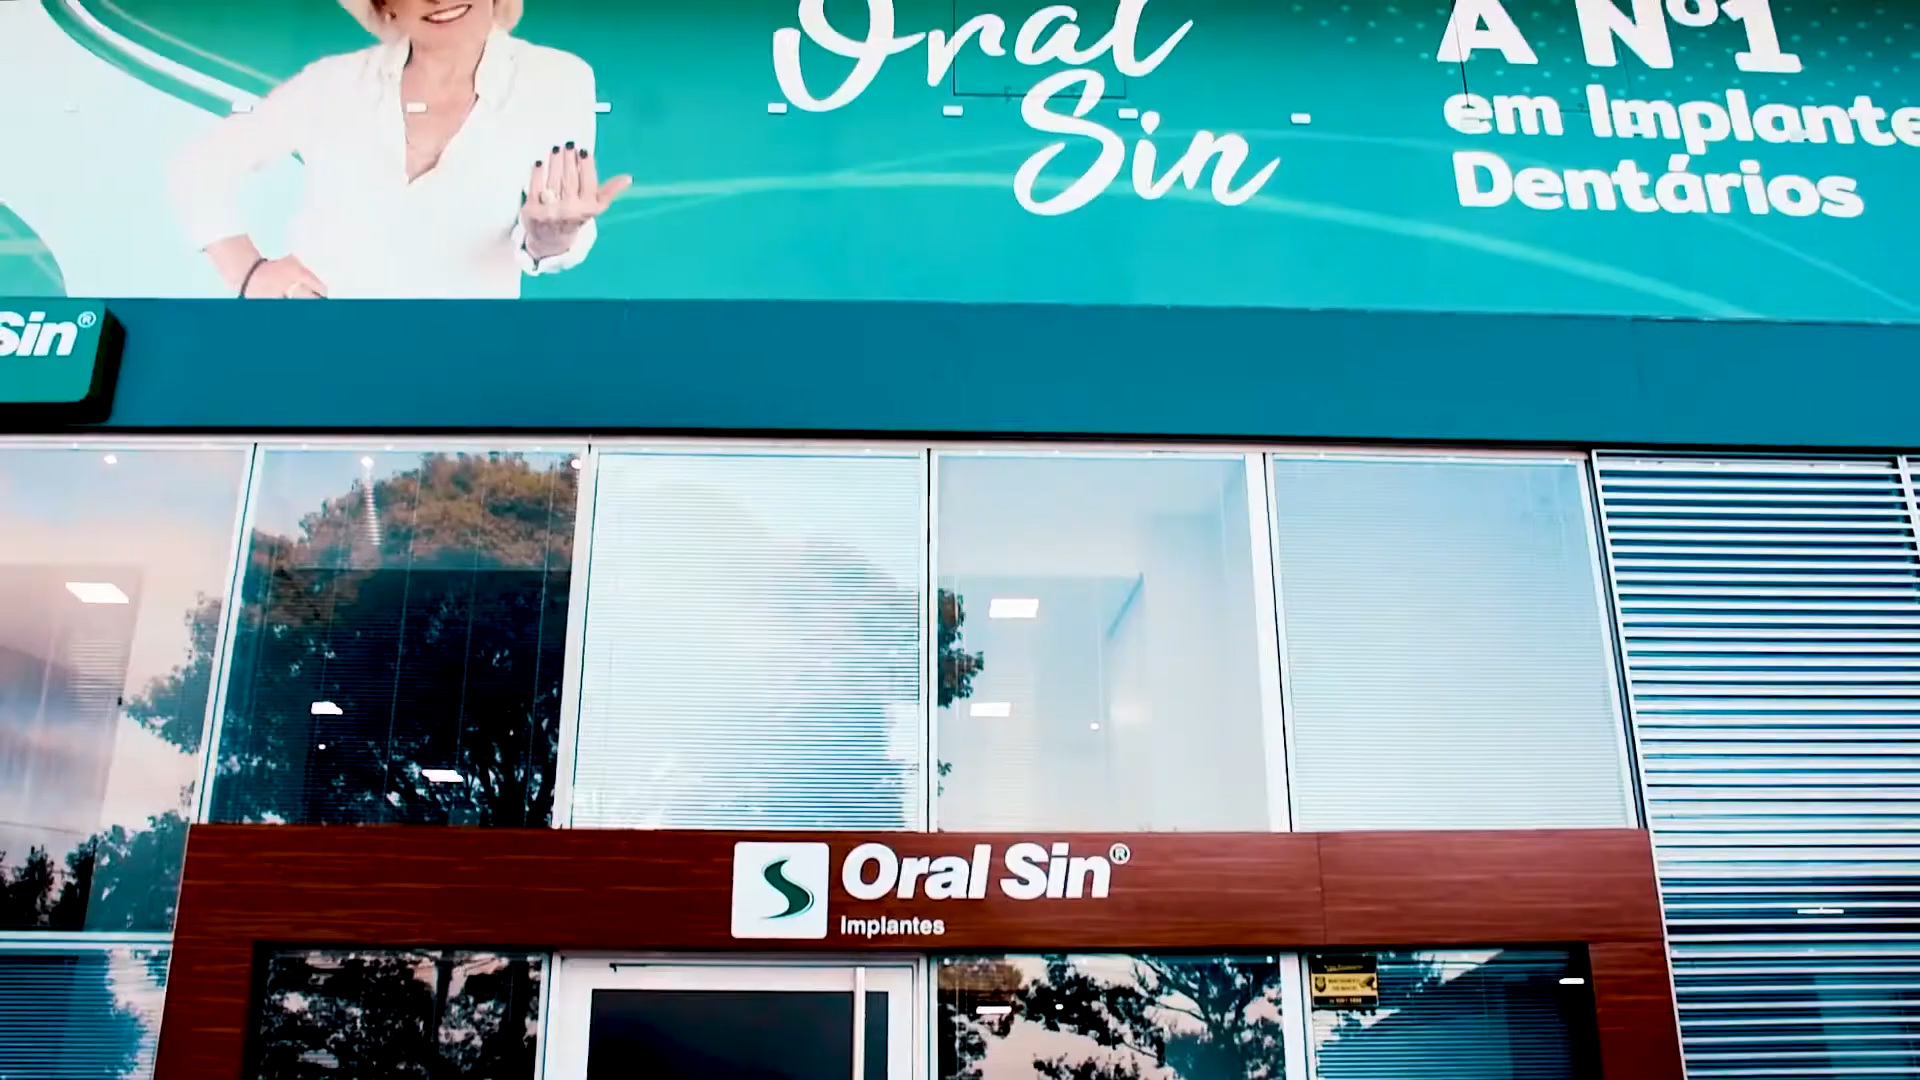 Oral
Sin
A Nº1
em Implante
Dentários
Sin®
Oral Sin®
Implantes